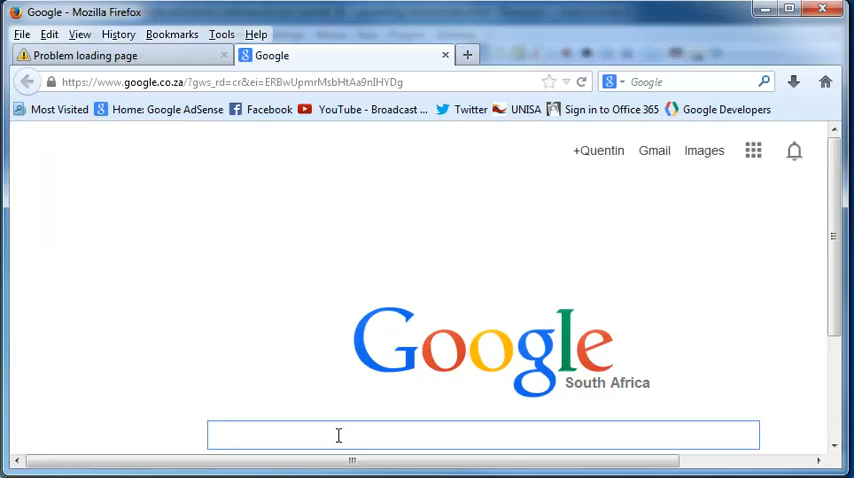 Google - Mozilla Firefox
File Edit View History Bookmarks Tools Help
Problem loading page Google
https://www.google.co.za/?gws_rd=cr&ei=ERBwUpmrMsbHtAa9nIHYDg Google
Most Visited Home: Google AdSense Facebook YouTube - Broadcast ... Twitter UNISA Sign in to Office 365 Google Developers
+Quentin Gmail Images
Google
South Africa